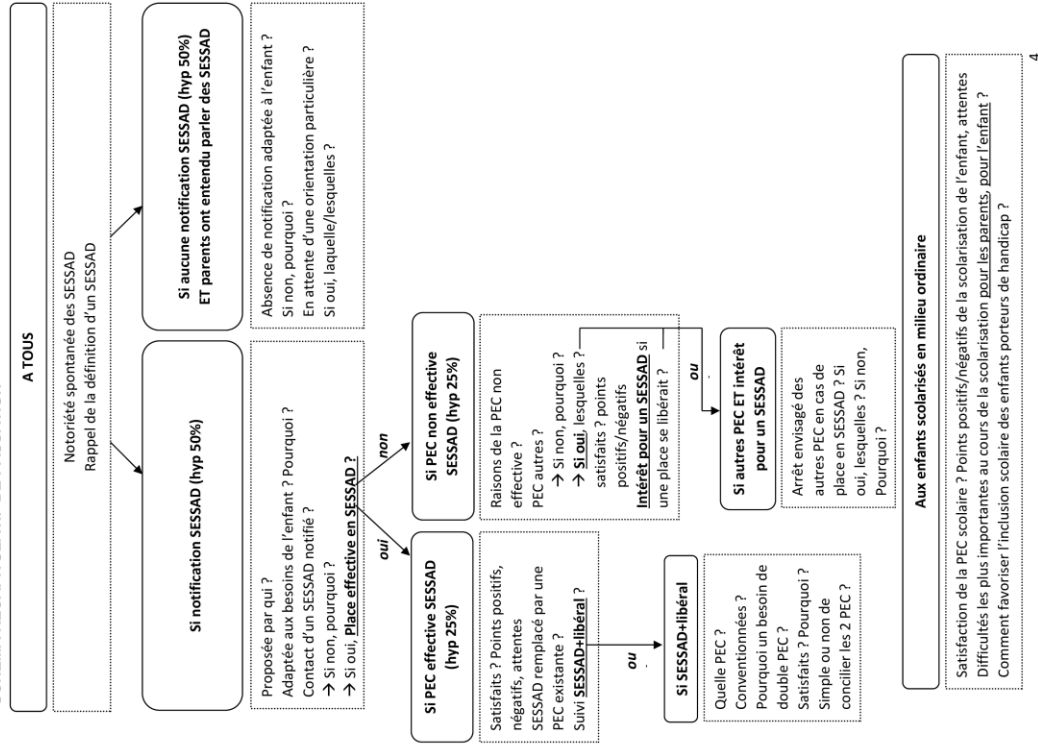 A TOUS
Notoriété spontanée des SESSAD
Rappel de la définition d'un SESSAD
Si notification SESSAD (hyp 50%)
Proposée par qui ?
Adaptée aux besoins de l'enfant ? Pourquoi ?
Contact d'un SESSAD notifié ?
→ Si non, pourquoi ?
→ Si oui, Place effective en SESSAD ?
Si aucune notification SESSAD (hyp 50%)
ET parents ont entendu parler des SESSAD
Absence de notification adaptée à l'enfant ?
Si non, pourquoi ?
En attente d'une orientation particulière ?
Si oui, laquelle/lesquelles ?
oui
non
Si PEC effective SESSAD
(hyp 25%)
Satisfaits ? Points positifs,
négatifs, attentes
SESSAD remplacé par une
PEC existante ?
Suivi SESSAD+libéral ?
ou
Si SESSAD+libéral
Quelle PEC ?
Conventionnées ?
Pourquoi un besoin de
double PEC ?
Satisfaits ? Pourquoi ?
Simple ou non de
concilier les 2 PEC ?
Si PEC non effective
SESSAD (hyp 25%)
Raisons de la PEC non
effective ?
PEC autres ?
→ Si non, pourquoi ?
→ Si oui, lesquelles ?
satisfaits ? points
positifs/négatifs
Intérêt pour un SESSAD si
une place se libérait ?
ou
Si autres PEC ET intérêt
pour un SESSAD
Arrêt envisagé des
autres PEC en cas de
place en SESSAD ? Si
oui, lesquelles ? Si non,
Pourquoi ?
Aux enfants scolarisés en milieu ordinaire
Satisfaction de la PEC scolaire ? Points positifs/négatifs de la scolarisation de l'enfant, attentes
Difficultés les plus importantes au cours de la scolarisation pour les parents, pour l'enfant ?
Comment favoriser l'inclusion scolaire des enfants porteurs de handicap ?
4